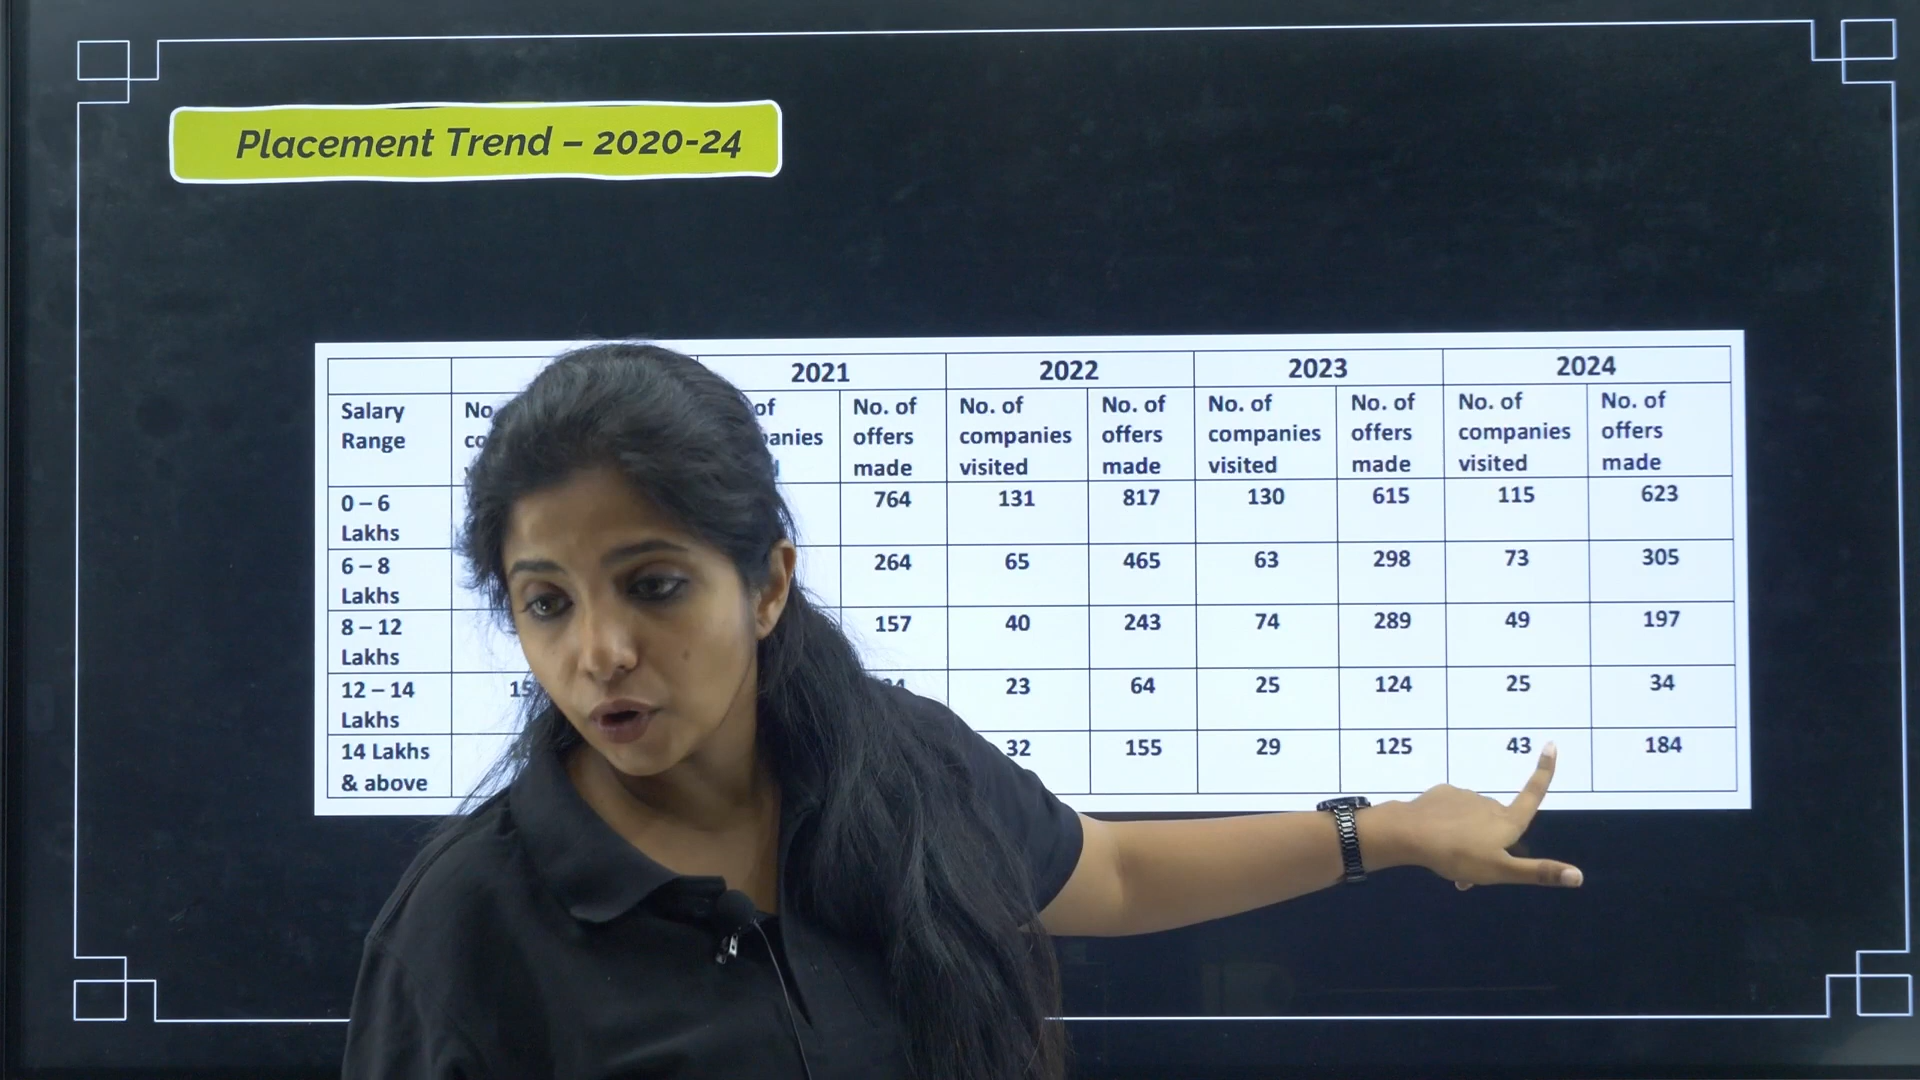 Placement Trend – 2020-24
2021 2022 2023 2024
Salary Range No. of offers made No. of companies visited No. of offers made No. of companies visited No. of offers made No. of companies visited No. of offers made
0 – 6 Lakhs 764 131 817 130 615 115 623
6 – 8 Lakhs 264 65 465 63 298 73 305
8 – 12 Lakhs 157 40 243 74 289 49 197
12 – 14 Lakhs 23 64 25 124 25 34
14 Lakhs & above 32 155 29 125 43 184